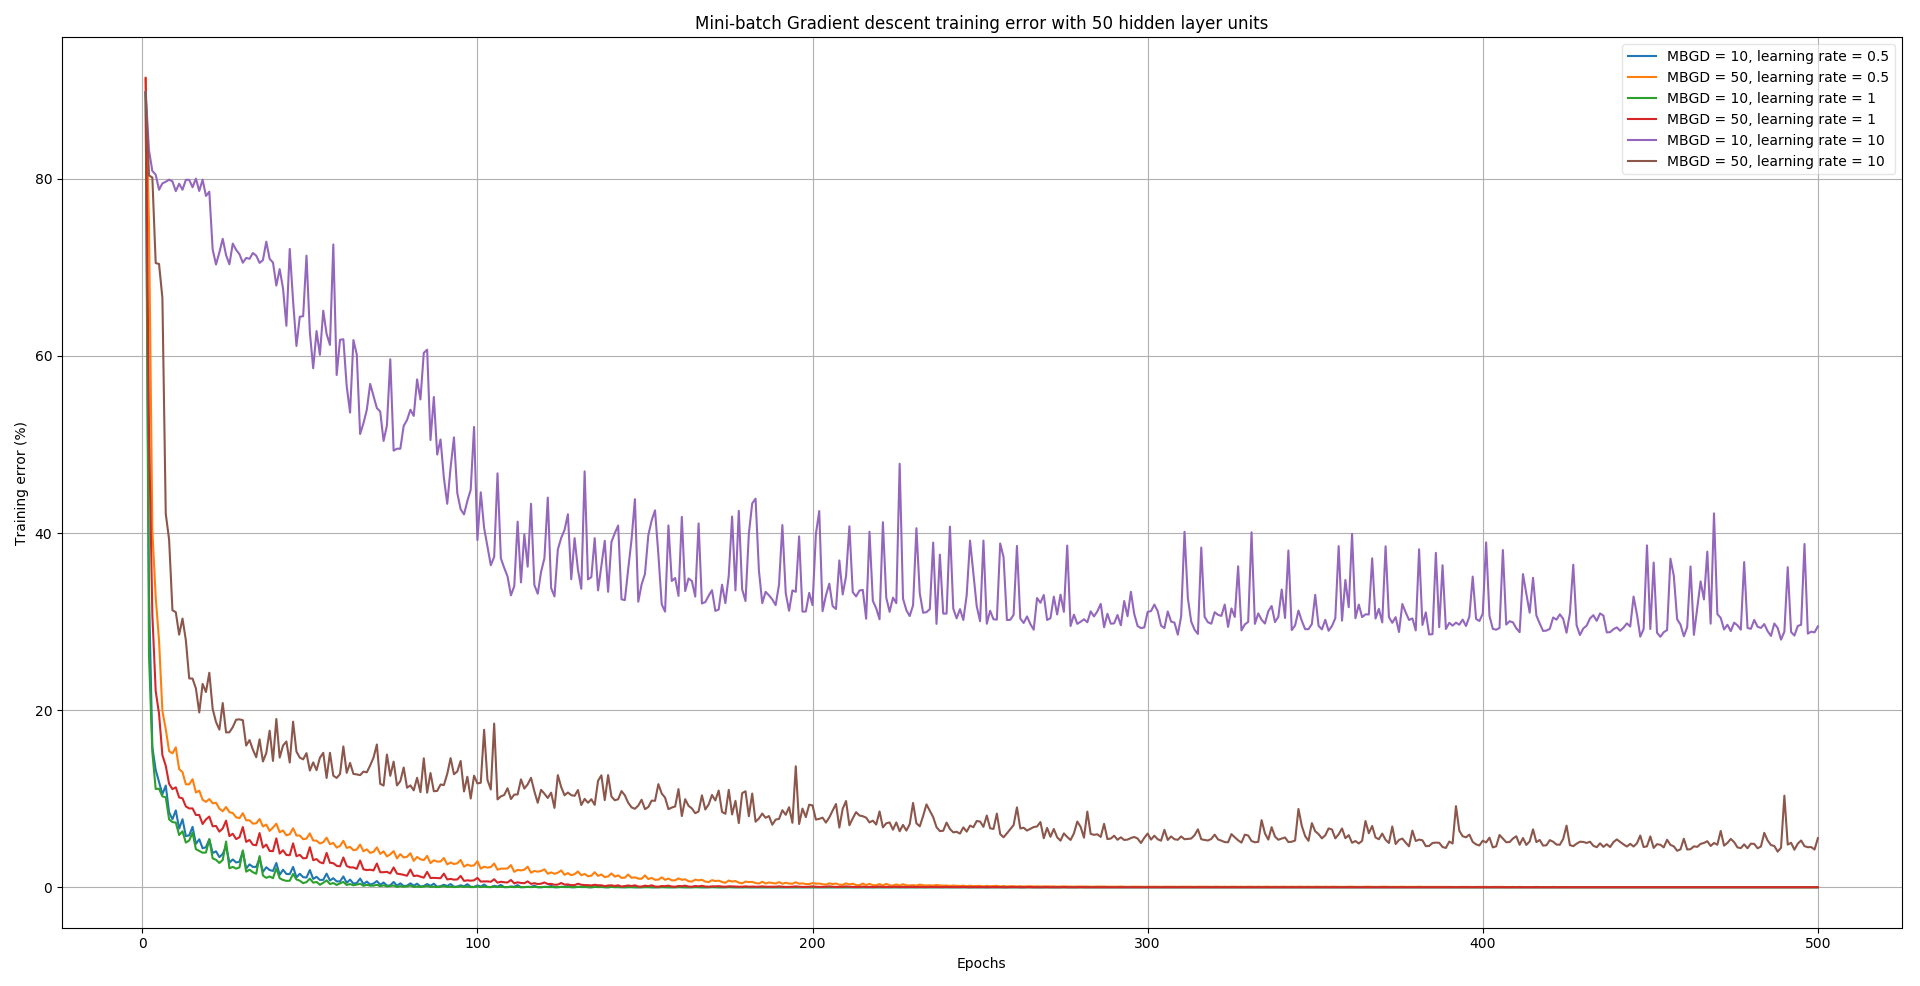 Mini-batch Gradient descent training error with 50 hidden layer units
MBGD = 10, learning rate = 0.5
MBGD = 50, learning rate = 0.5
MBGD = 10, learning rate = 1
MBGD = 50, learning rate = 1
MBGD = 10, learning rate = 10
MBGD = 50, learning rate = 10
Training error (%)
80
60
40
20
0
0 100 200 300 400 500
Epochs